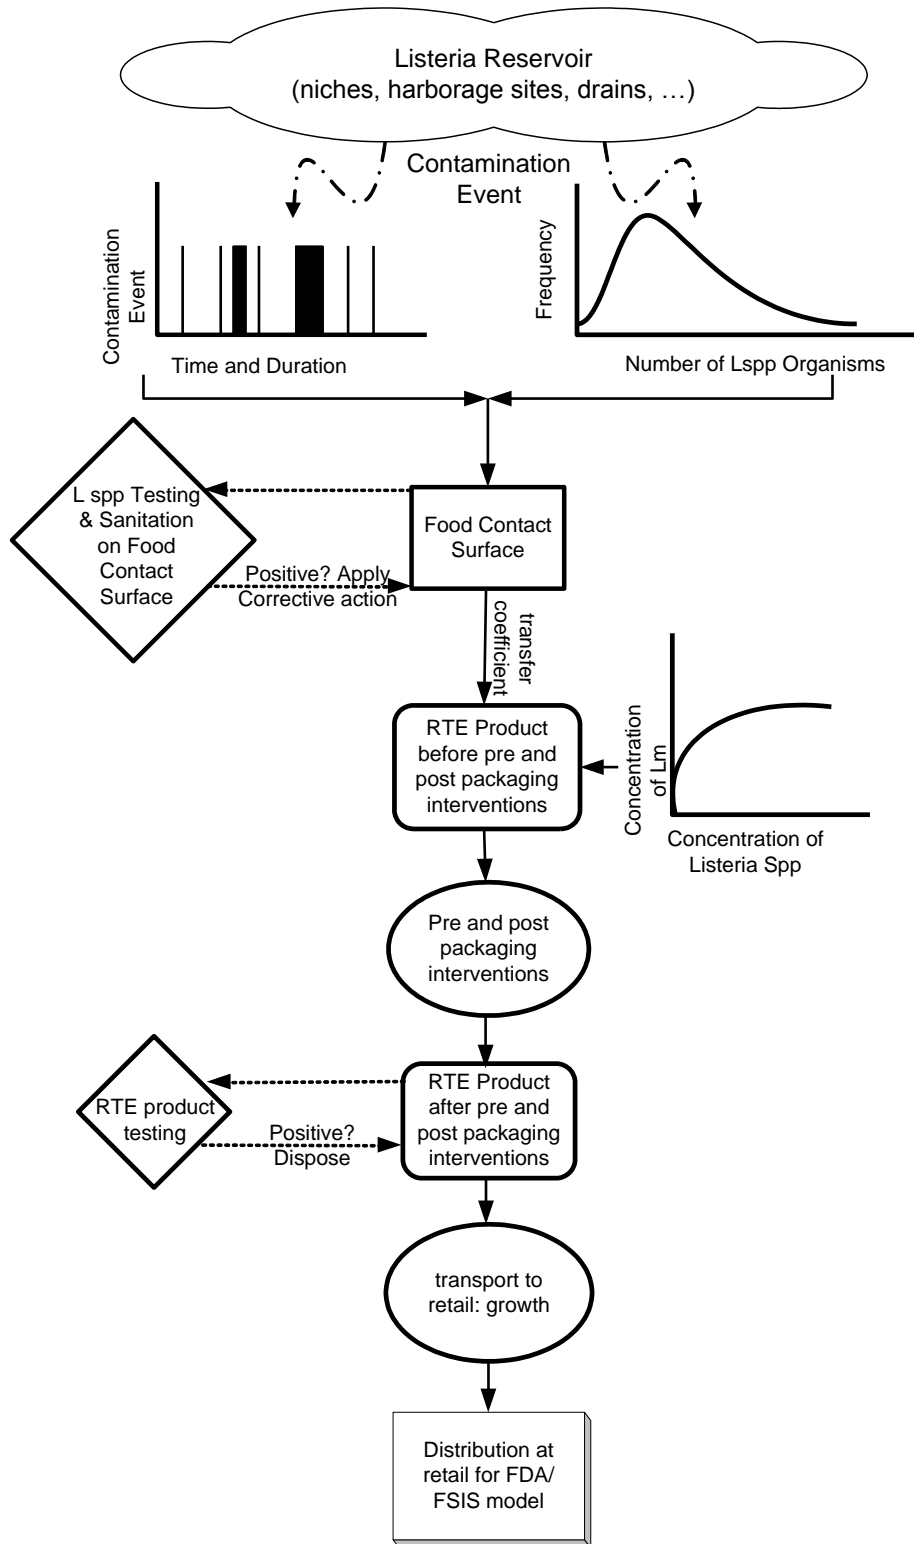 Listeria Reservoir
(niches, harborage sites, drains, …)
Contamination
Event
Contamination
Event
Time and Duration
Frequency
Number of Lspp Organisms
L spp Testing
& Sanitation
on Food
Contact
Surface
Food Contact
Surface
Positive? Apply
Corrective action
transfer
coefficient
RTE Product
before pre and
post packaging
interventions
Concentration
of Lm
Concentration of
Listeria Spp
Pre and post
packaging
interventions
RTE product
testing
Positive?
Dispose
RTE Product
after pre and
post packaging
interventions
transport to
retail: growth
Distribution at
retail for FDA/
FSIS model